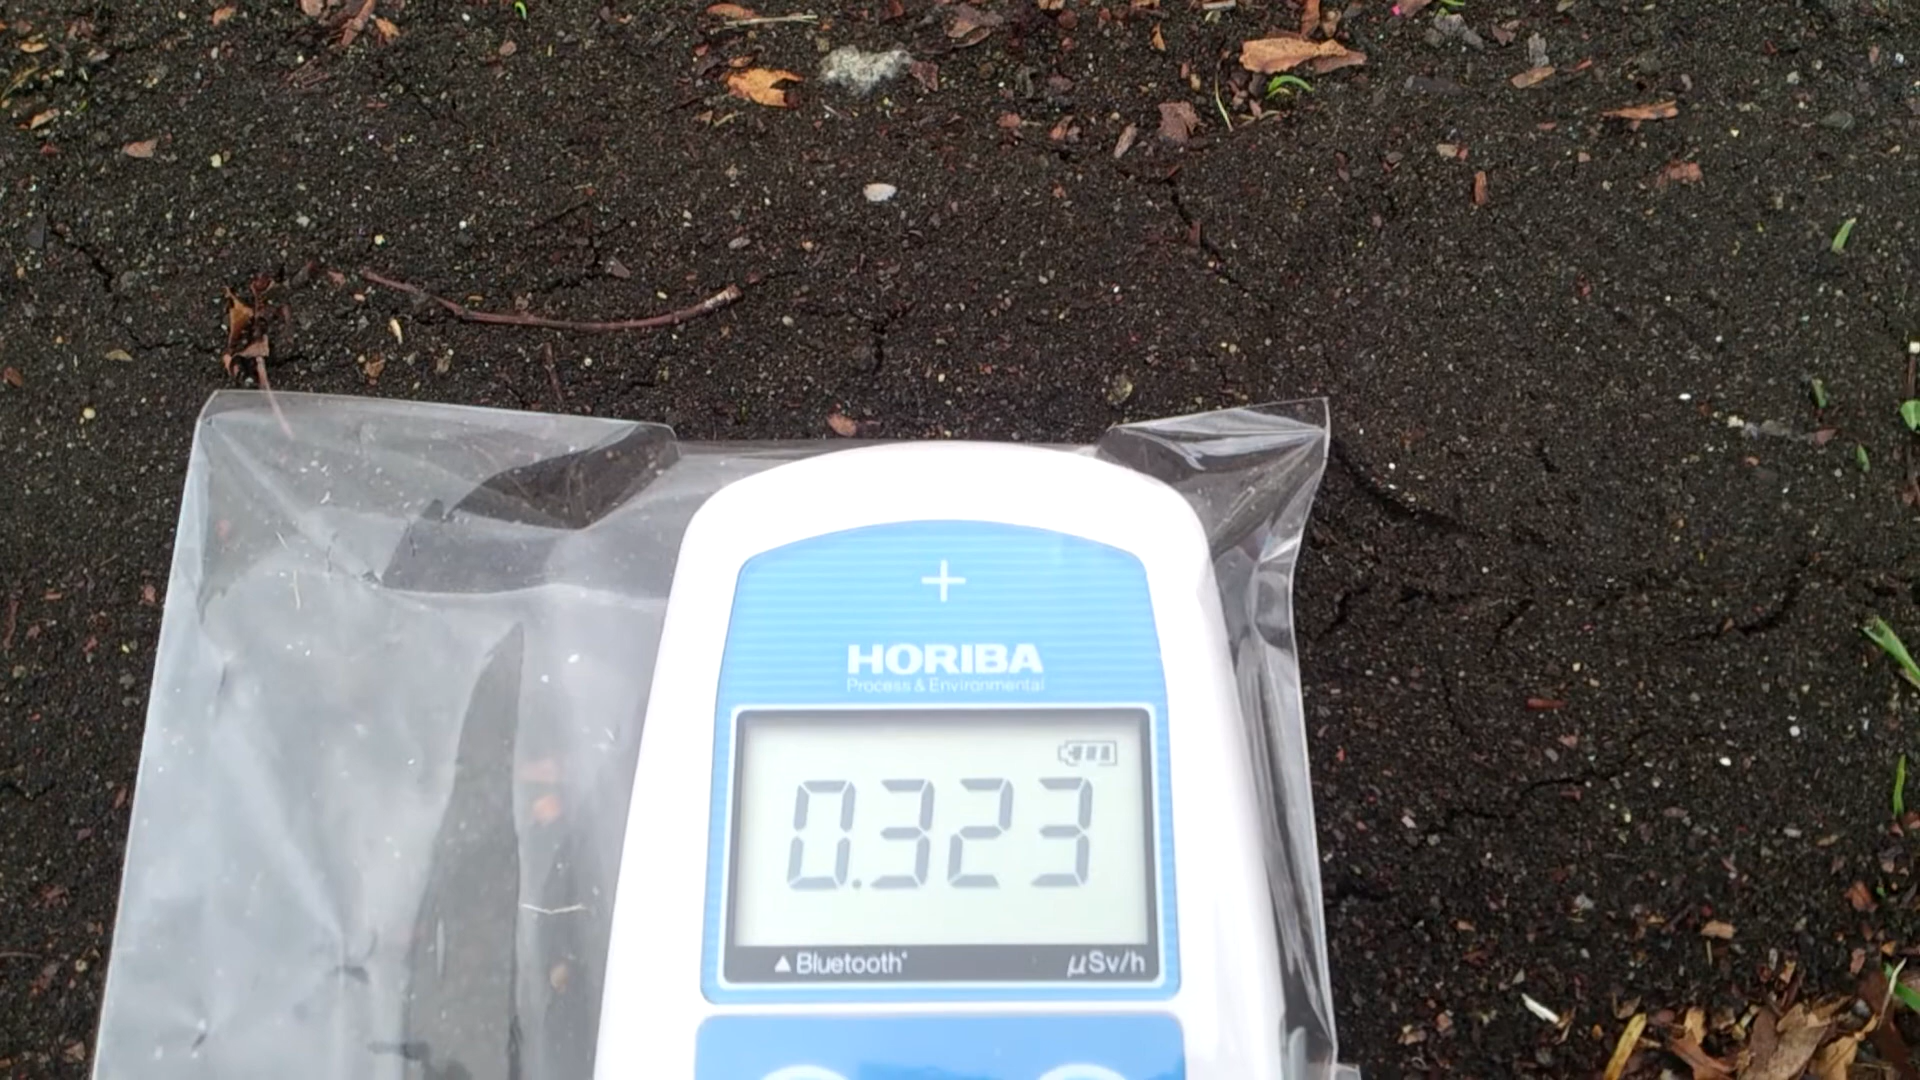 HORIBA
Process & Environmental
0.323
▲Bluetooth® μSv/h